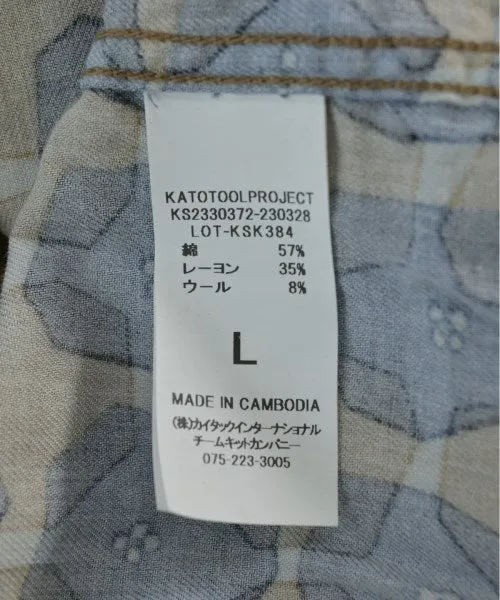 KATOTOOLPROJECT
KS2330372-230328
LOT-KSK384
綿 57%
レーヨン 35%
ウール 8%
L
MADE IN CAMBODIA
(株)カイタックインターナショナル
チームキットカンパニー
075-223-3005